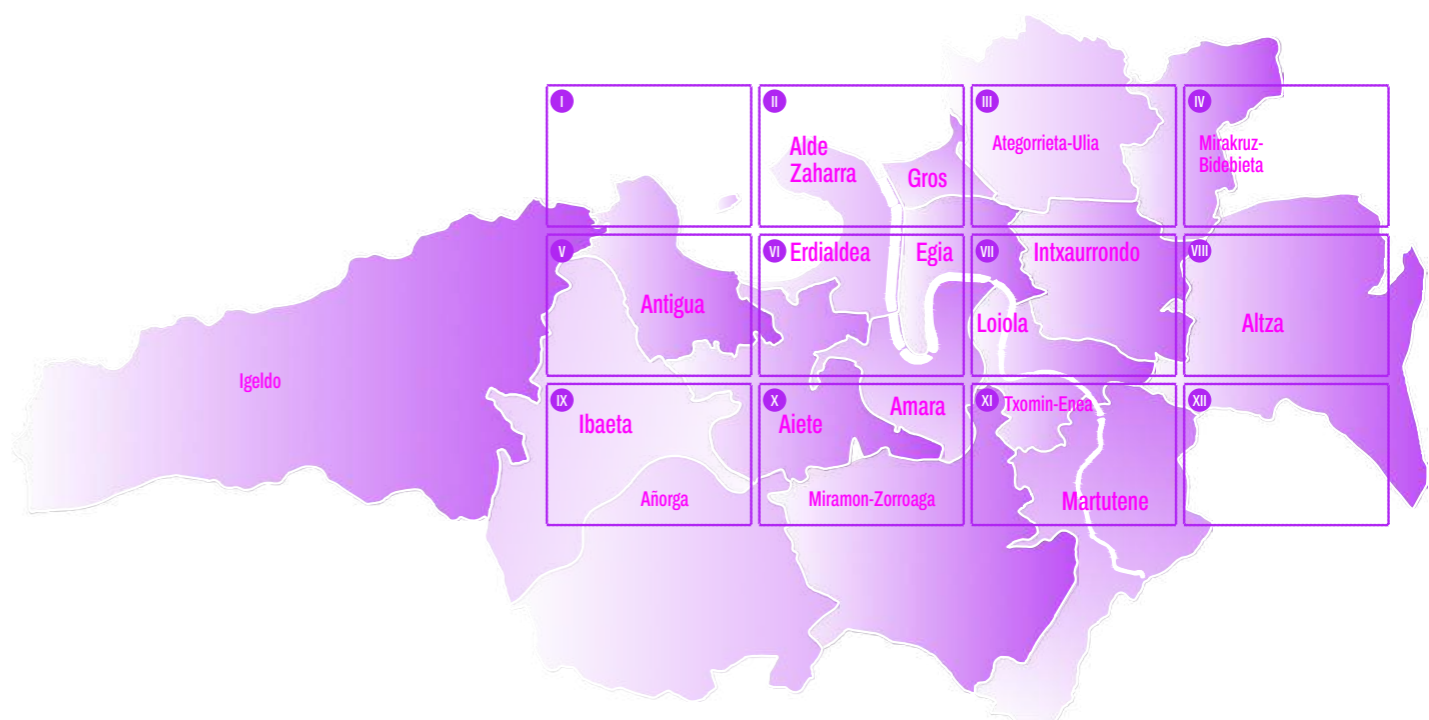 I
II
III
IV
Alde
Zaharra
Gros
Ategorrieta-Ulia
Mirakruz-
Bidebieta
V
VI
Erdialdea
Egia
VII
Intxaurrondo
VIII
Antigua
Loiola
Altza
Igeldo
IX
Ibaeta
X
Aiete
Amara
XI
Txomin-Enea
XII
Añorga
Miramon-Zorroaga
Martutene